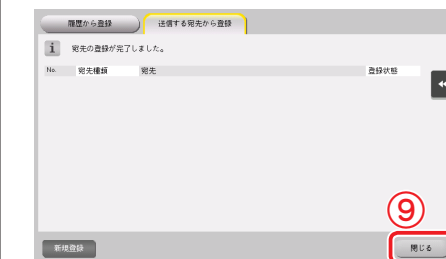 履歴から登録 送信する宛先から登録
i 宛先の登録が完了しました。
No. 宛先種類 宛先 登録状態
⑨
新規登録 閉じる